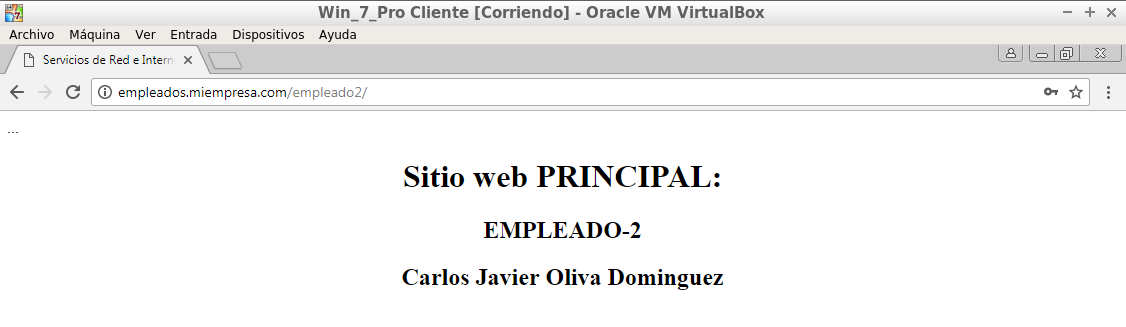 Win_7_Pro Cliente [Corriendo] - Oracle VM VirtualBox
Archivo Máquina Ver Entrada Dispositivos Ayuda
Servicios de Red e Intern
empleados.miempresa.com/empleado2/
...
Sitio web PRINCIPAL:
EMPLEADO-2
Carlos Javier Oliva Dominguez